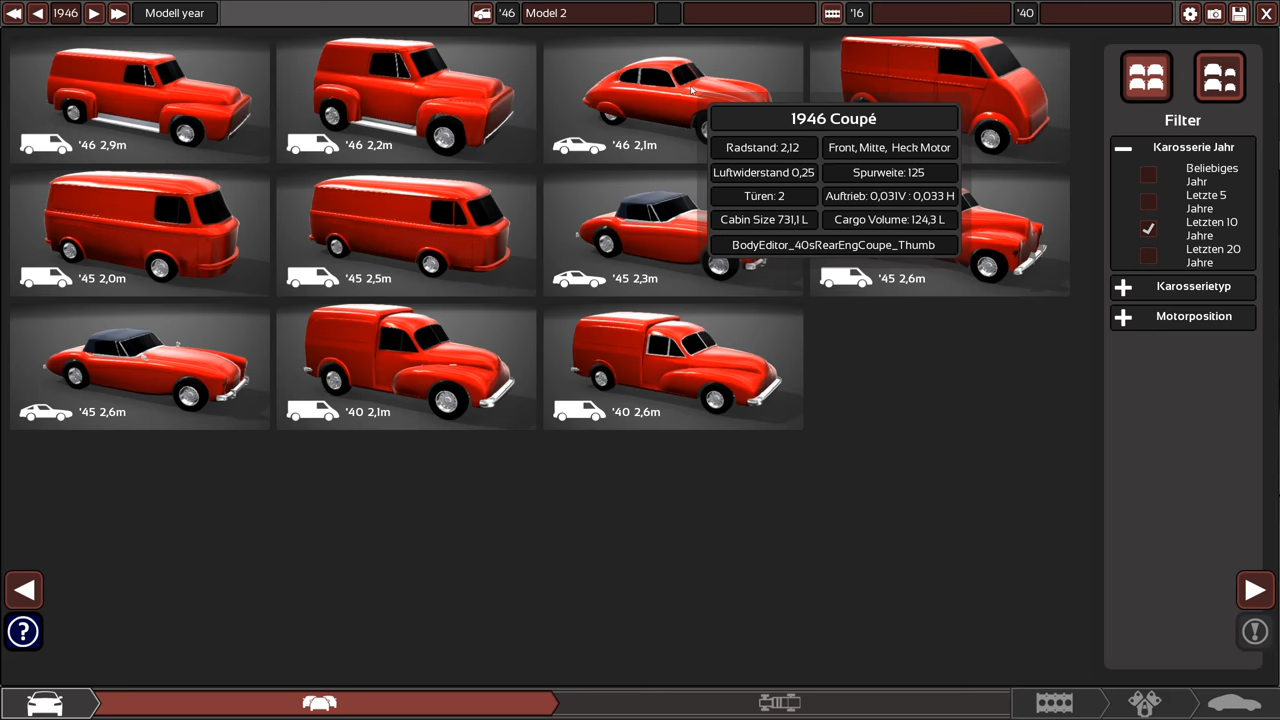 1946
Modell year
'46
Model 2
'16
'40
'46 2,9m
'46 2,2m
'46 2,1m
1946 Coupé
Radstand: 2,12
Front, Mitte, Heck Motor
Luftwiderstand 0,25
Spurweite: 125
Türen: 2
Auftrieb: 0,031V : 0,033 H
Cabin Size 731,1 L
Cargo Volume: 124,3 L
BodyEditor_40sRearEngCoupe_Thumb
'45 2,0m
'45 2,5m
'45 2,3m
'45 2,6m
'45 2,6m
'40 2,1m
'40 2,6m
Filter
Karosserie Jahr
Beliebiges
Jahr
Letzte 5
Jahre
Letzten 10
Jahre
Letzten 20
Jahre
Karosserietyp
Motorposition
?